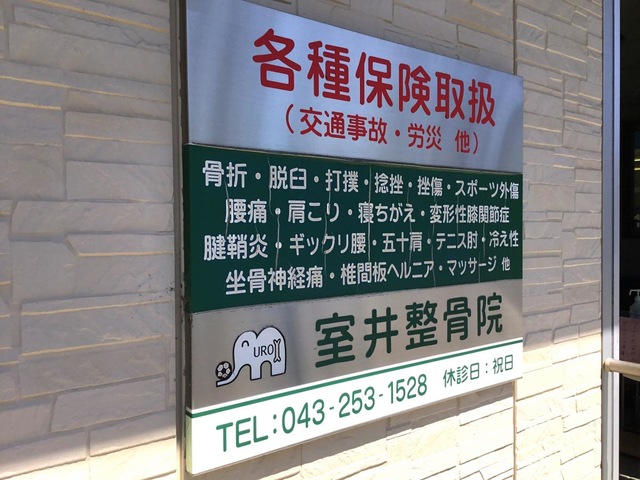 各種保険取扱
（交通事故・労災 他）
骨折・脱臼・打撲・捻挫・挫傷・スポーツ外傷
腰痛・肩こり・寝ちがえ・変形性膝関節症
腱鞘炎・ギックリ腰・五十肩・テニス肘・冷え性
坐骨神経痛・椎間板ヘルニア・マッサージ 他
室井整骨院
UROI
TEL:043-253-1528 休診日：祝日